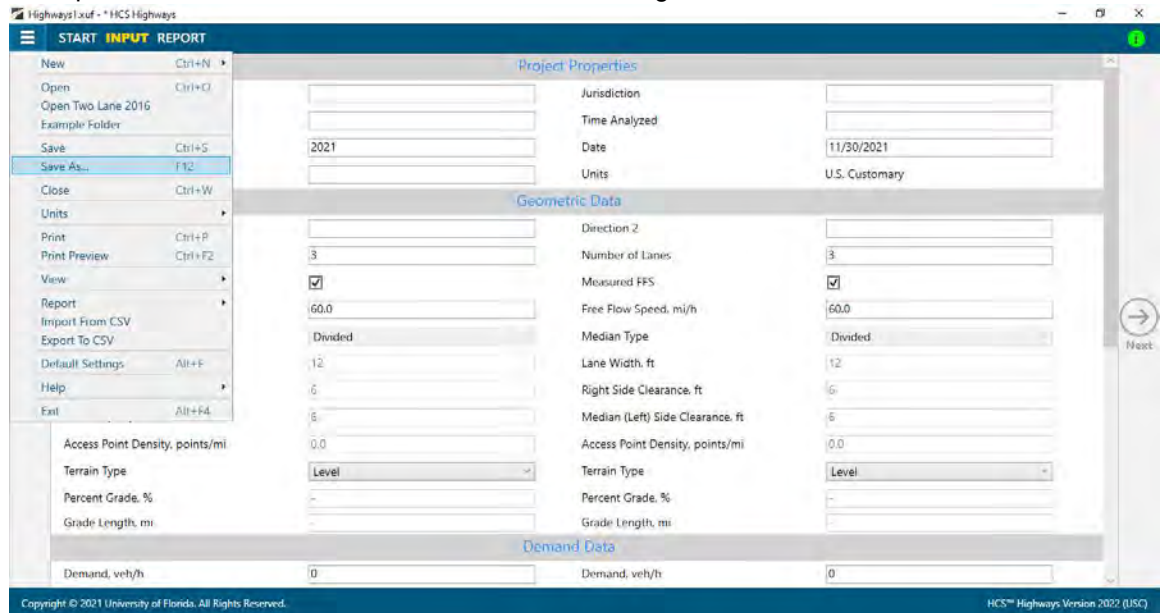 Highways1.xuf - * HCS Highways
START INPUT REPORT
New Ctrl+N
Project Properties
Open Ctrl+O
Jurisdiction
Open Two Lane 2016
Example Folder
Time Analyzed
Save Ctrl+S
2021 Date 11/30/2021
Save As... F12
Units U.S. Customary
Close Ctrl+W
Units
Geometric Data
Print Ctrl+P
Direction 2
Print Preview Ctrl+F2
3 Number of Lanes 3
View
Measured FFS
Report
60.0 Free Flow Speed, mi/h 60.0
Import From CSV
Export To CSV
Divided Median Type Divided
Next
Default Settings Alt+F
12 Lane Width, ft 12
Help
6 Right Side Clearance, ft 6
Exit Alt+F4
6 Median (Left) Side Clearance, ft 6
Access Point Density, points/mi 0.0 Access Point Density, points/mi 0.0
Terrain Type Level Terrain Type Level
Percent Grade, % - Percent Grade, % -
Grade Length, mi - Grade Length, mi -
Demand Data
Demand, veh/h 0 Demand, veh/h 0
Copyright © 2021 University of Florida. All Rights Reserved. HCS™ Highways Version 2022 (USC)